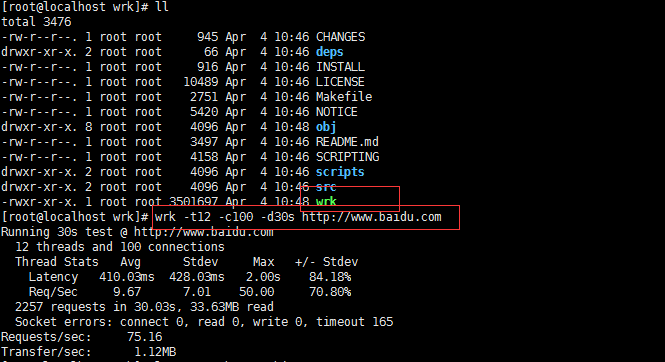 [root@localhost wrk]# ll
total 3476
-rw-r--r--. 1 root root     945 Apr  4 10:46 CHANGES
drwxr-xr-x. 2 root root      66 Apr  4 10:46 deps
-rw-r--r--. 1 root root     916 Apr  4 10:46 INSTALL
-rw-r--r--. 1 root root   10489 Apr  4 10:46 LICENSE
-rw-r--r--. 1 root root    2751 Apr  4 10:46 Makefile
-rw-r--r--. 1 root root    5420 Apr  4 10:46 NOTICE
drwxr-xr-x. 8 root root    4096 Apr  4 10:48 obj
-rw-r--r--. 1 root root    3497 Apr  4 10:46 README.md
-rw-r--r--. 1 root root    4158 Apr  4 10:46 SCRIPTING
drwxr-xr-x. 2 root root    4096 Apr  4 10:46 scripts
drwxr-xr-x. 2 root root    4096 Apr  4 10:46 src
-rwxr-xr-x. 1 root root 3501697 Apr  4 10:48 wrk
[root@localhost wrk]# wrk -t12 -c100 -d30s http://www.baidu.com
Running 30s test @ http://www.baidu.com
  12 threads and 100 connections
  Thread Stats   Avg      Stdev     Max   +/- Stdev
    Latency   410.03ms  428.03ms   2.00s    84.18%
    Req/Sec     9.67      7.01    50.00     70.80%
  2257 requests in 30.03s, 33.63MB read
  Socket errors: connect 0, read 0, write 0, timeout 165
Requests/sec:     75.16
Transfer/sec:      1.12MB